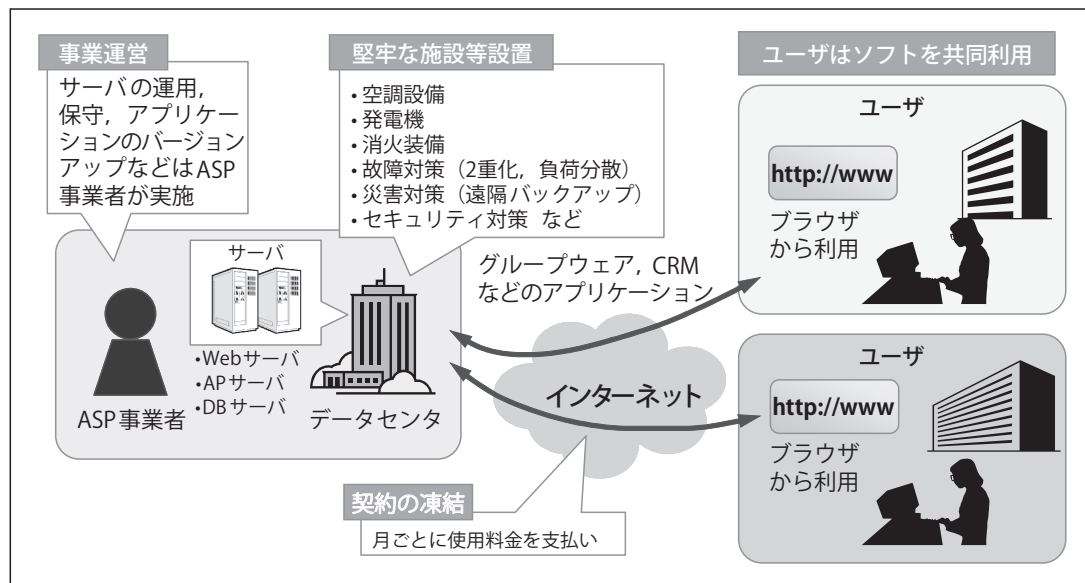 事業運営
サーバの運用,
保守, アプリケー
ションのバージョン
アップなどはASP
事業者が実施
堅牢な施設等設置
・空調設備
・発電機
・消火装備
・故障対策（2重化, 負荷分散）
・災害対策（遠隔バックアップ）
・セキュリティ対策 など
サーバ
・Webサーバ
・APサーバ
・DBサーバ
ASP事業者
データセンタ
グループウェア, CRM
などのアプリケーション
インターネット
契約の凍結
月ごとに使用料金を支払い
ユーザはソフトを共同利用
ユーザ
http://www
ブラウザ
から利用
ユーザ
http://www
ブラウザ
から利用